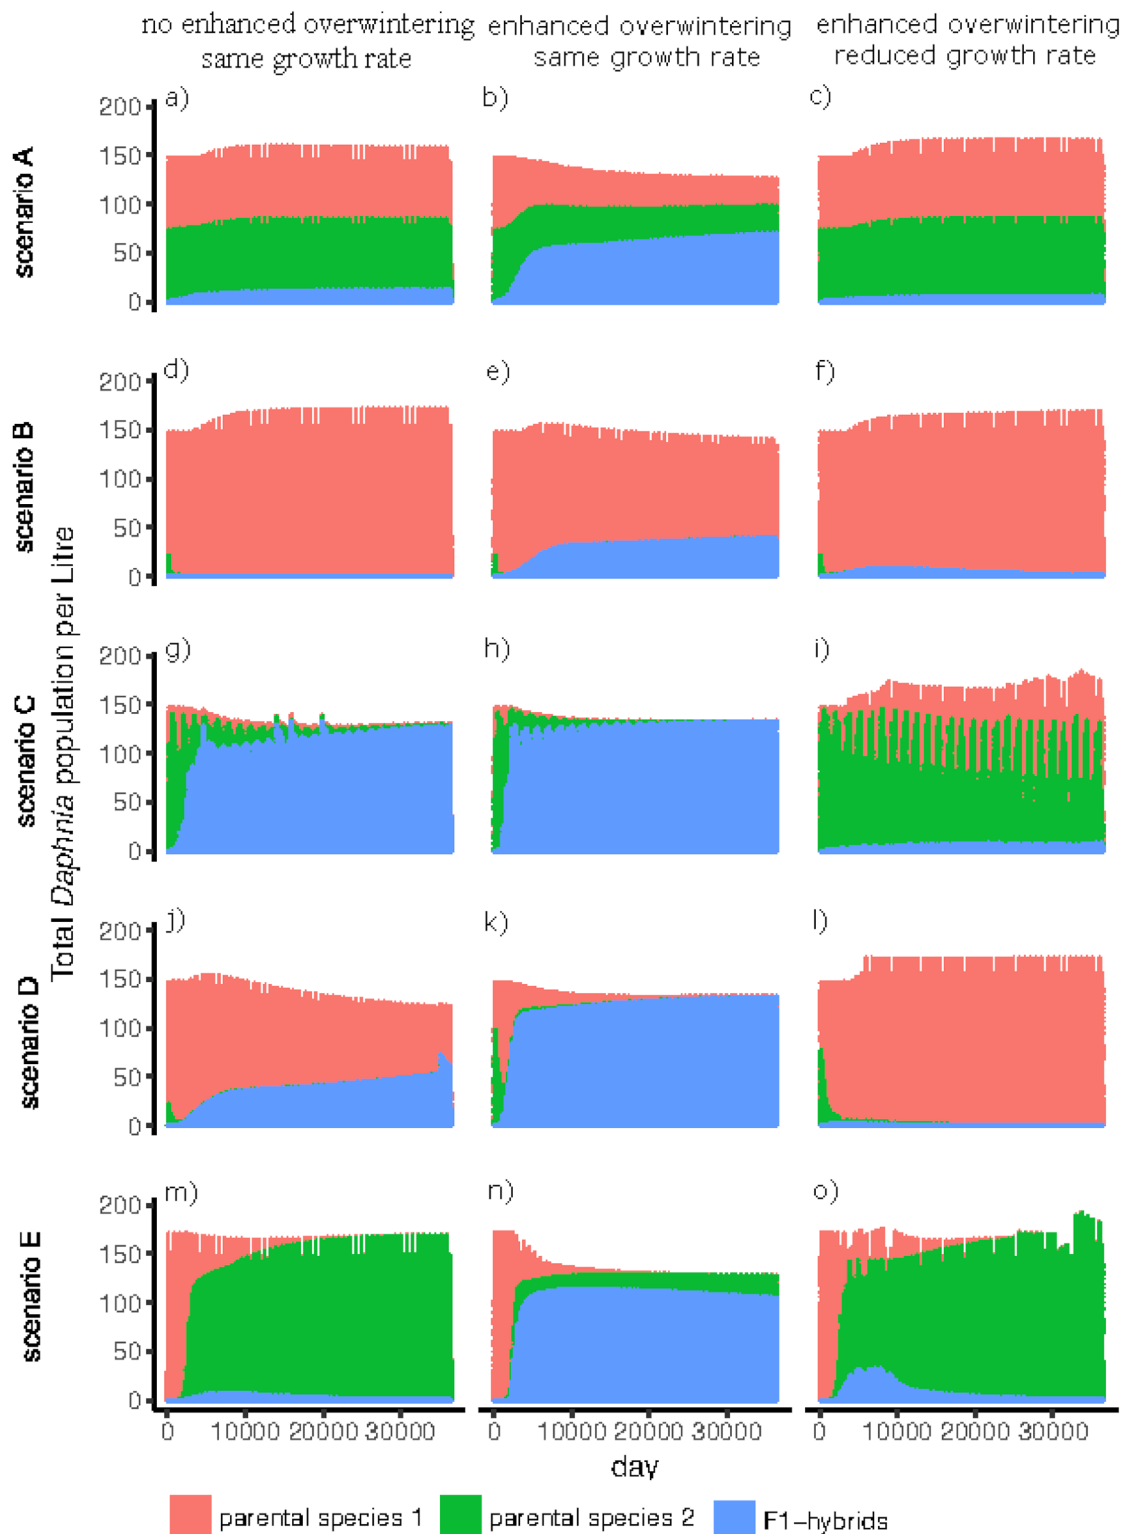 no enhanced overwintering
same growth rate
enhanced overwintering
same growth rate
enhanced overwintering
reduced growth rate
scenario A
a)
b)
c)
200
150
100
50
0
scenario B
d)
e)
f)
200
150
100
50
0
Total Daphnia population per Litre
scenario C
g)
h)
i)
200
150
100
50
0
scenario D
j)
k)
l)
200
150
100
50
0
scenario E
m)
n)
o)
200
150
100
50
0
0 10000 20000 30000
0 10000 20000 30000
0 10000 20000 30000
day
parental species 1
parental species 2
F1-hybrids